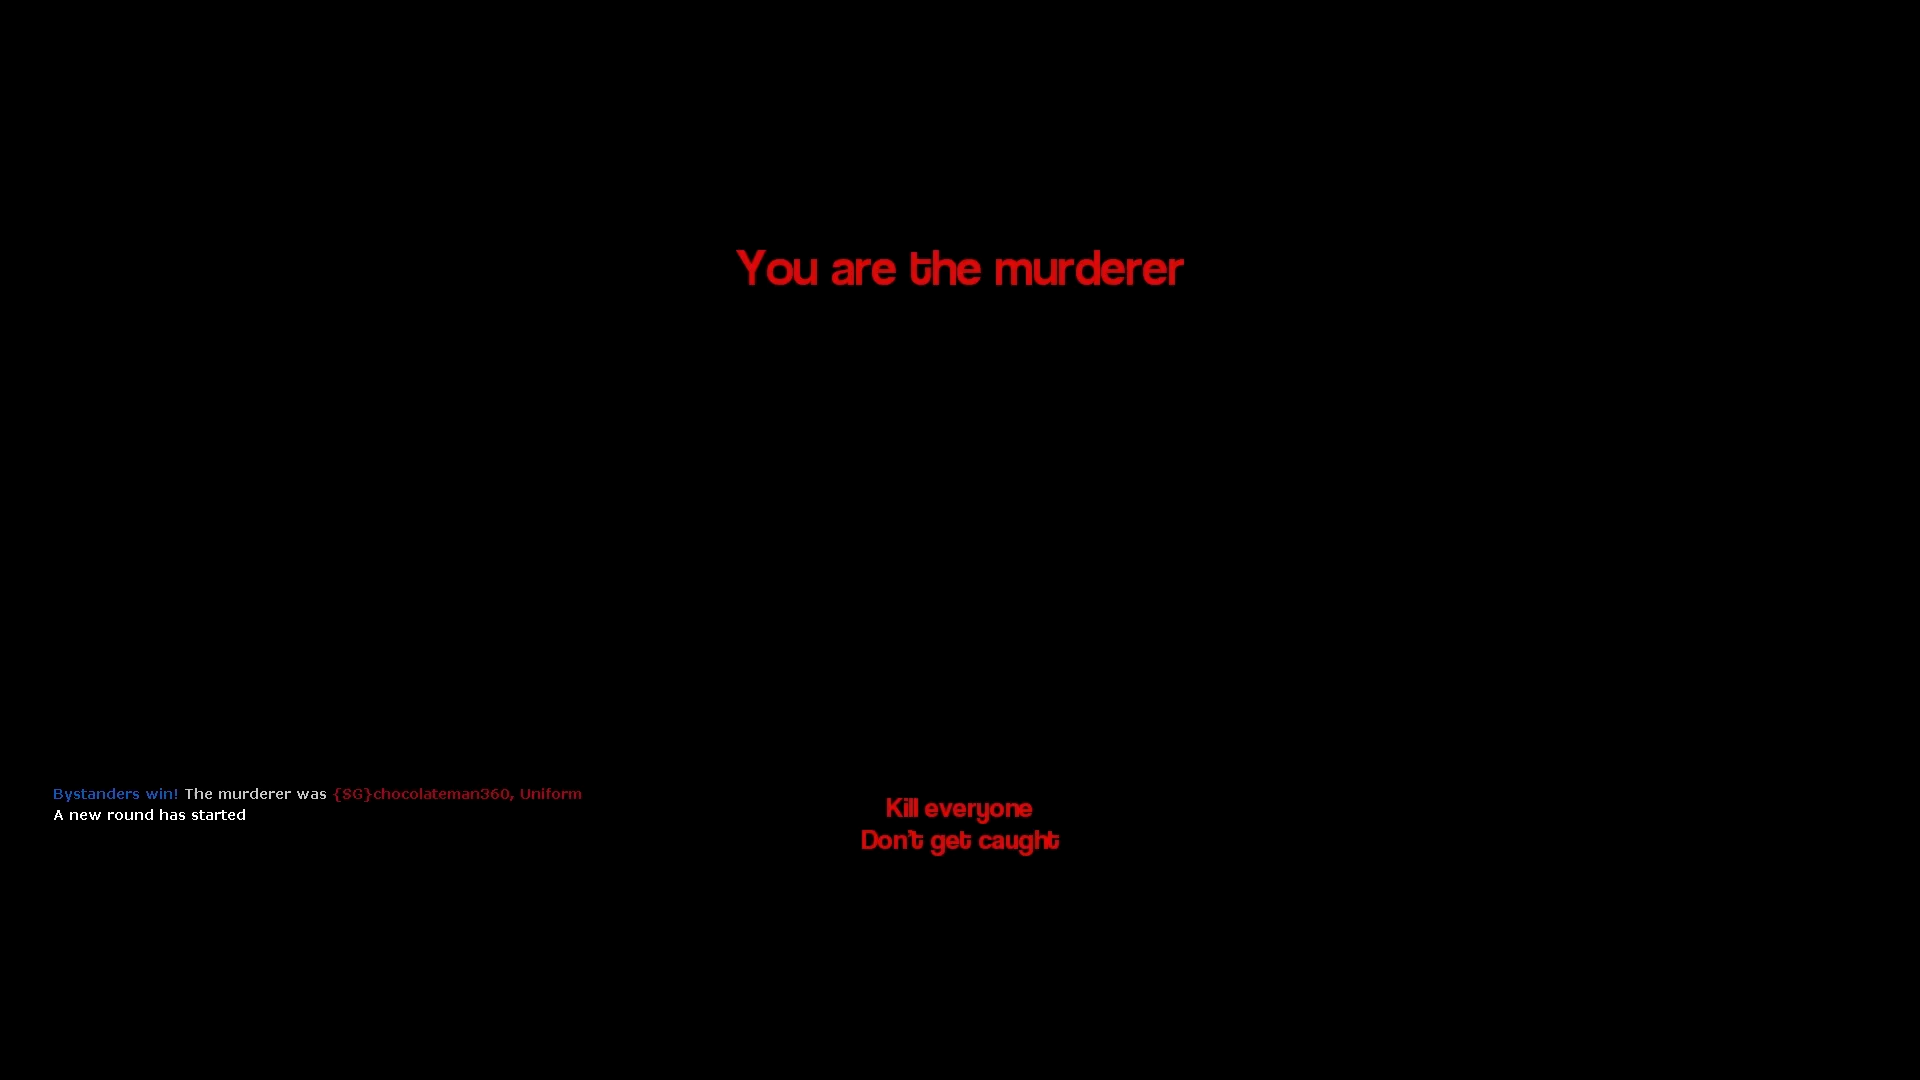 You are the murderer
Bystanders win! The murderer was {SG}chocolateman360, Uniform
A new round has started
Kill everyone
Don't get caught